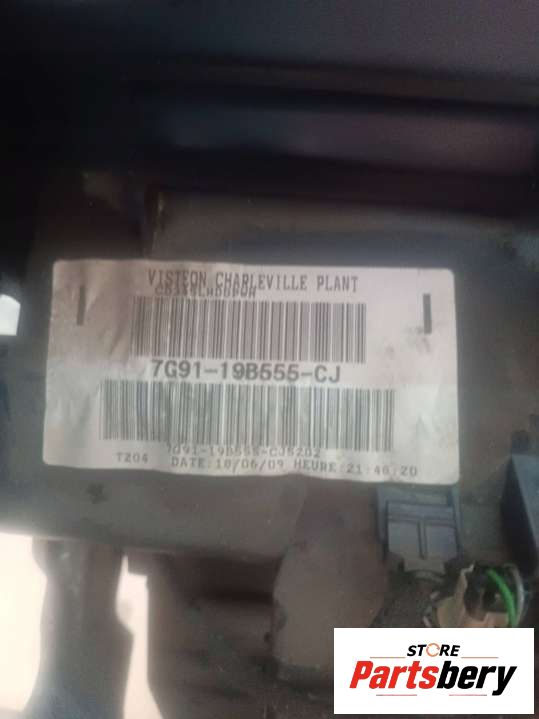 VISTEON CHARLEVILLE PLANT
7G91-19B555-CJ
7G91-19B555-CJ5202
T204 DATE:18/06/09 HEURE:21:46:20
STORE
Partsbery